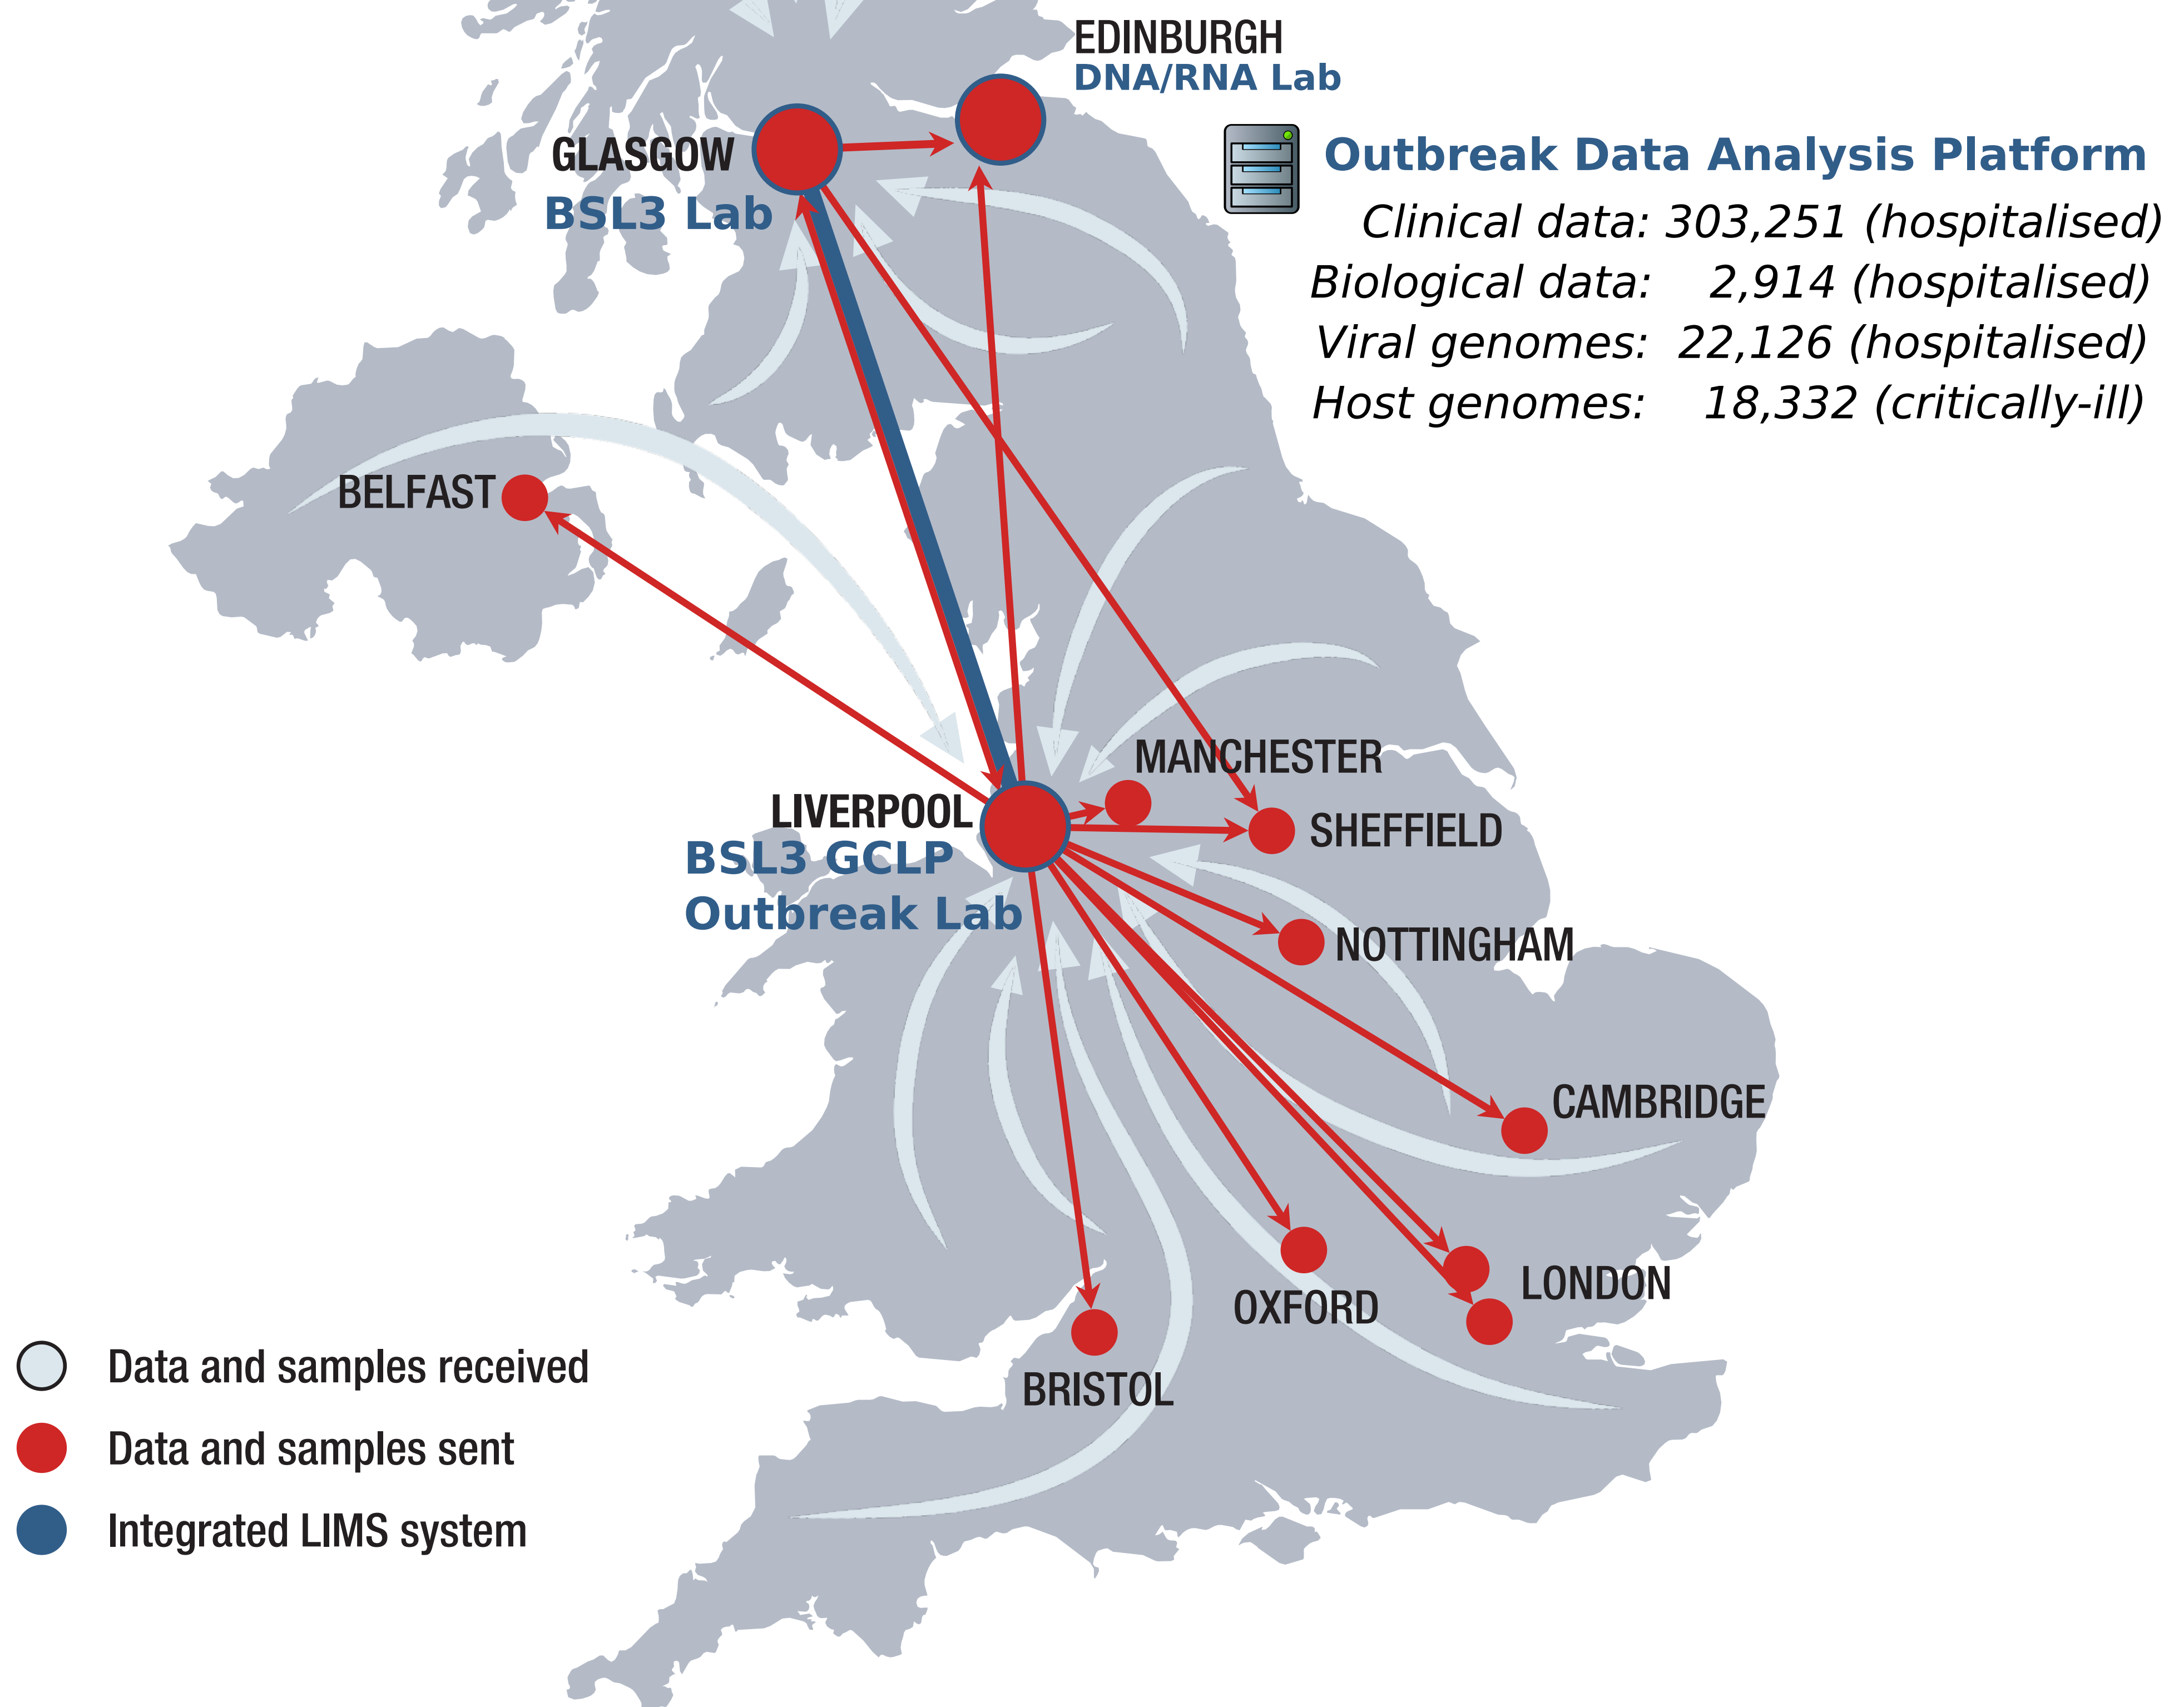 EDINBURGH
DNA/RNA Lab
GLASGOW
BSL3 Lab
Outbreak Data Analysis Platform
Clinical data: 303,251 (hospitalised)
Biological data: 2,914 (hospitalised)
Viral genomes: 22,126 (hospitalised)
Host genomes: 18,332 (critically-ill)
BELFAST
MANCHESTER
LIVERPOOL
BSL3 GCLP
Outbreak Lab
SHEFFIELD
NOTTINGHAM
CAMBRIDGE
LONDON
OXFORD
BRISTOL
Data and samples received
Data and samples sent
Integrated LIMS system